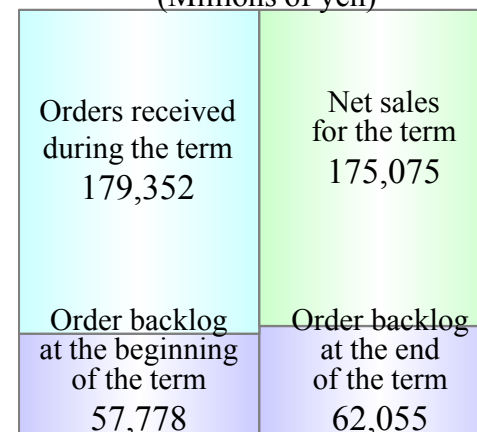 (Millions of yen)
Orders received
during the term
179,352
Net sales
for the term
175,075
Order backlog
at the beginning
of the term
57,778
Order backlog
at the end
of the term
62,055